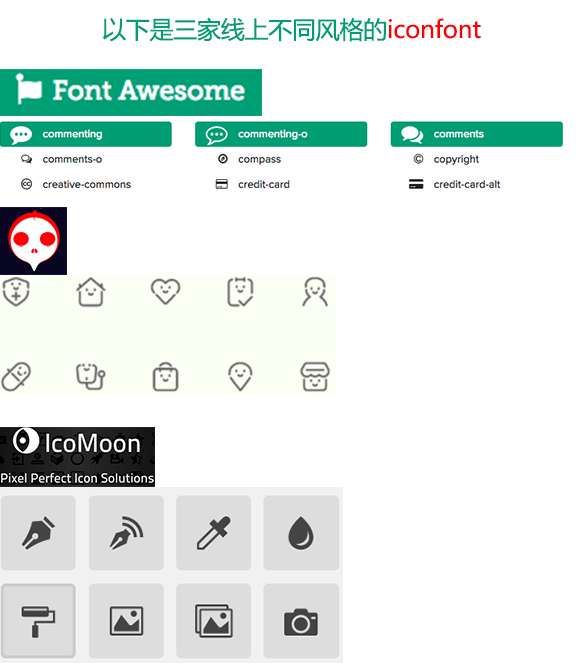 以下是三家线上不同风格的iconfont
Font Awesome
commenting commenting-o comments
comments-o compass copyright
creative-commons credit-card credit-card-alt
IcoMoon
Pixel Perfect Icon Solutions